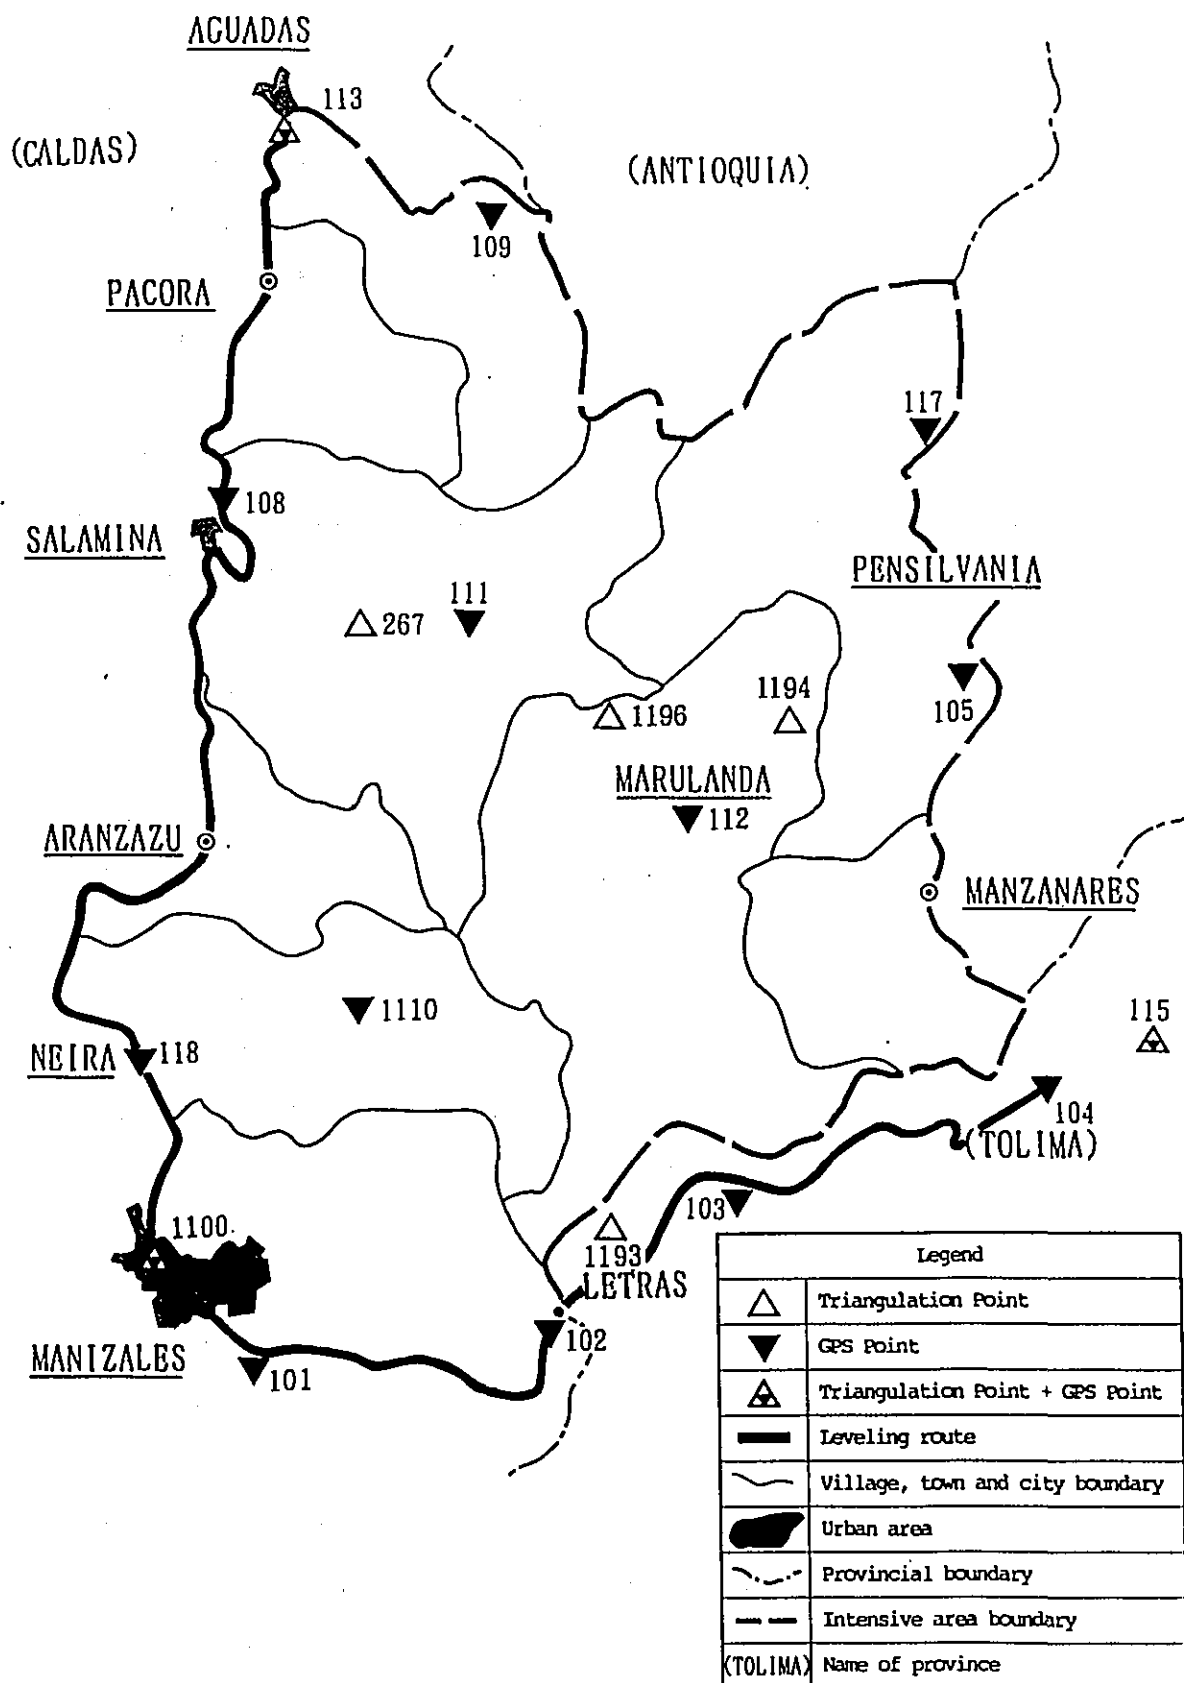 AGUADAS
113
(CALDAS)
(ANTIOQUIA)
109
PACORA
117
108
SALAMINA
PENSILVANIA
111
267
1194
105
1196
MARULANDA
112
ARANZAZU
MANZANARES
1110
115
NEIRA
118
104
(TOLIMA)
103
1100
1193
LETRAS
102
MANIZALES
101
Legend
Triangulation Point
GPS Point
Triangulation Point + GPS Point
Leveling route
Village, town and city boundary
Urban area
Provincial boundary
Intensive area boundary
(TOLIMA) Name of province